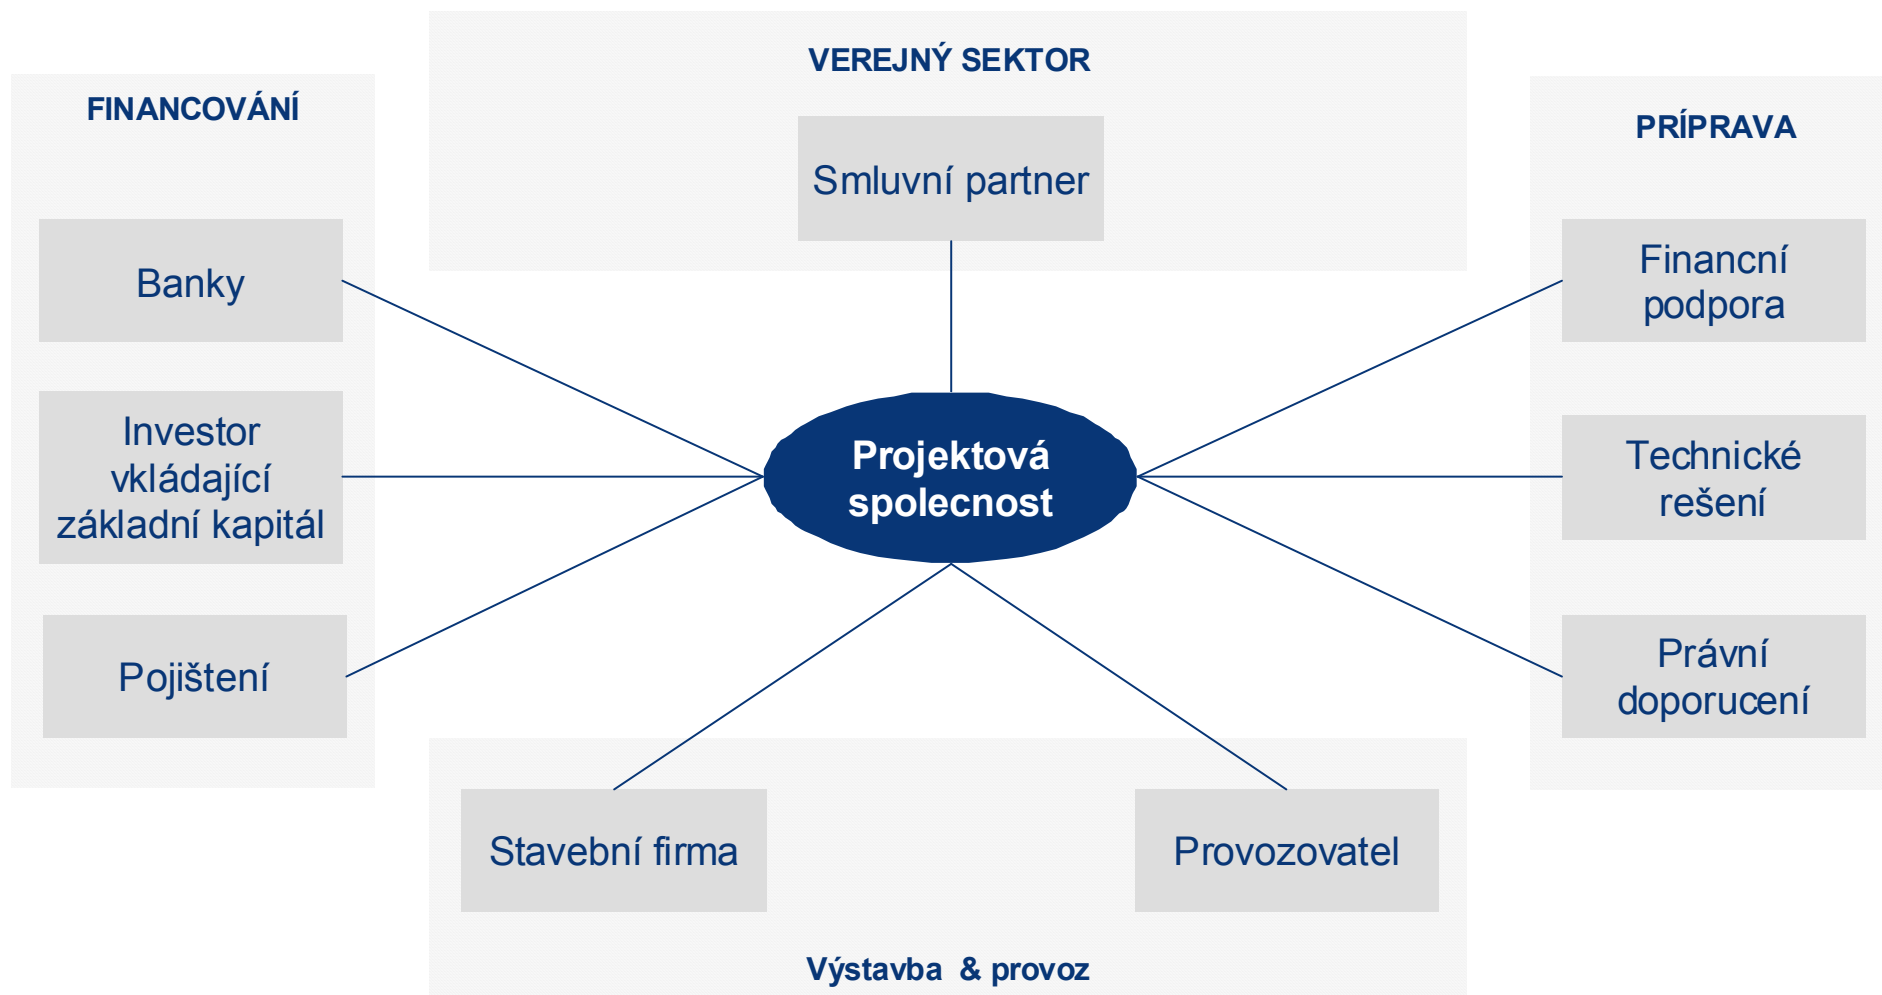 VEREJNÝ SEKTOR
Smluvní partner
FINANCOVÁNÍ
Banky
Investor
vkládající
základní kapitál
Pojištení
Projektová
spolecnost
PRÍPRAVA
Financní
podpora
Technické
rešení
Právní
doporucení
Stavební firma
Provozovatel
Výstavba & provoz